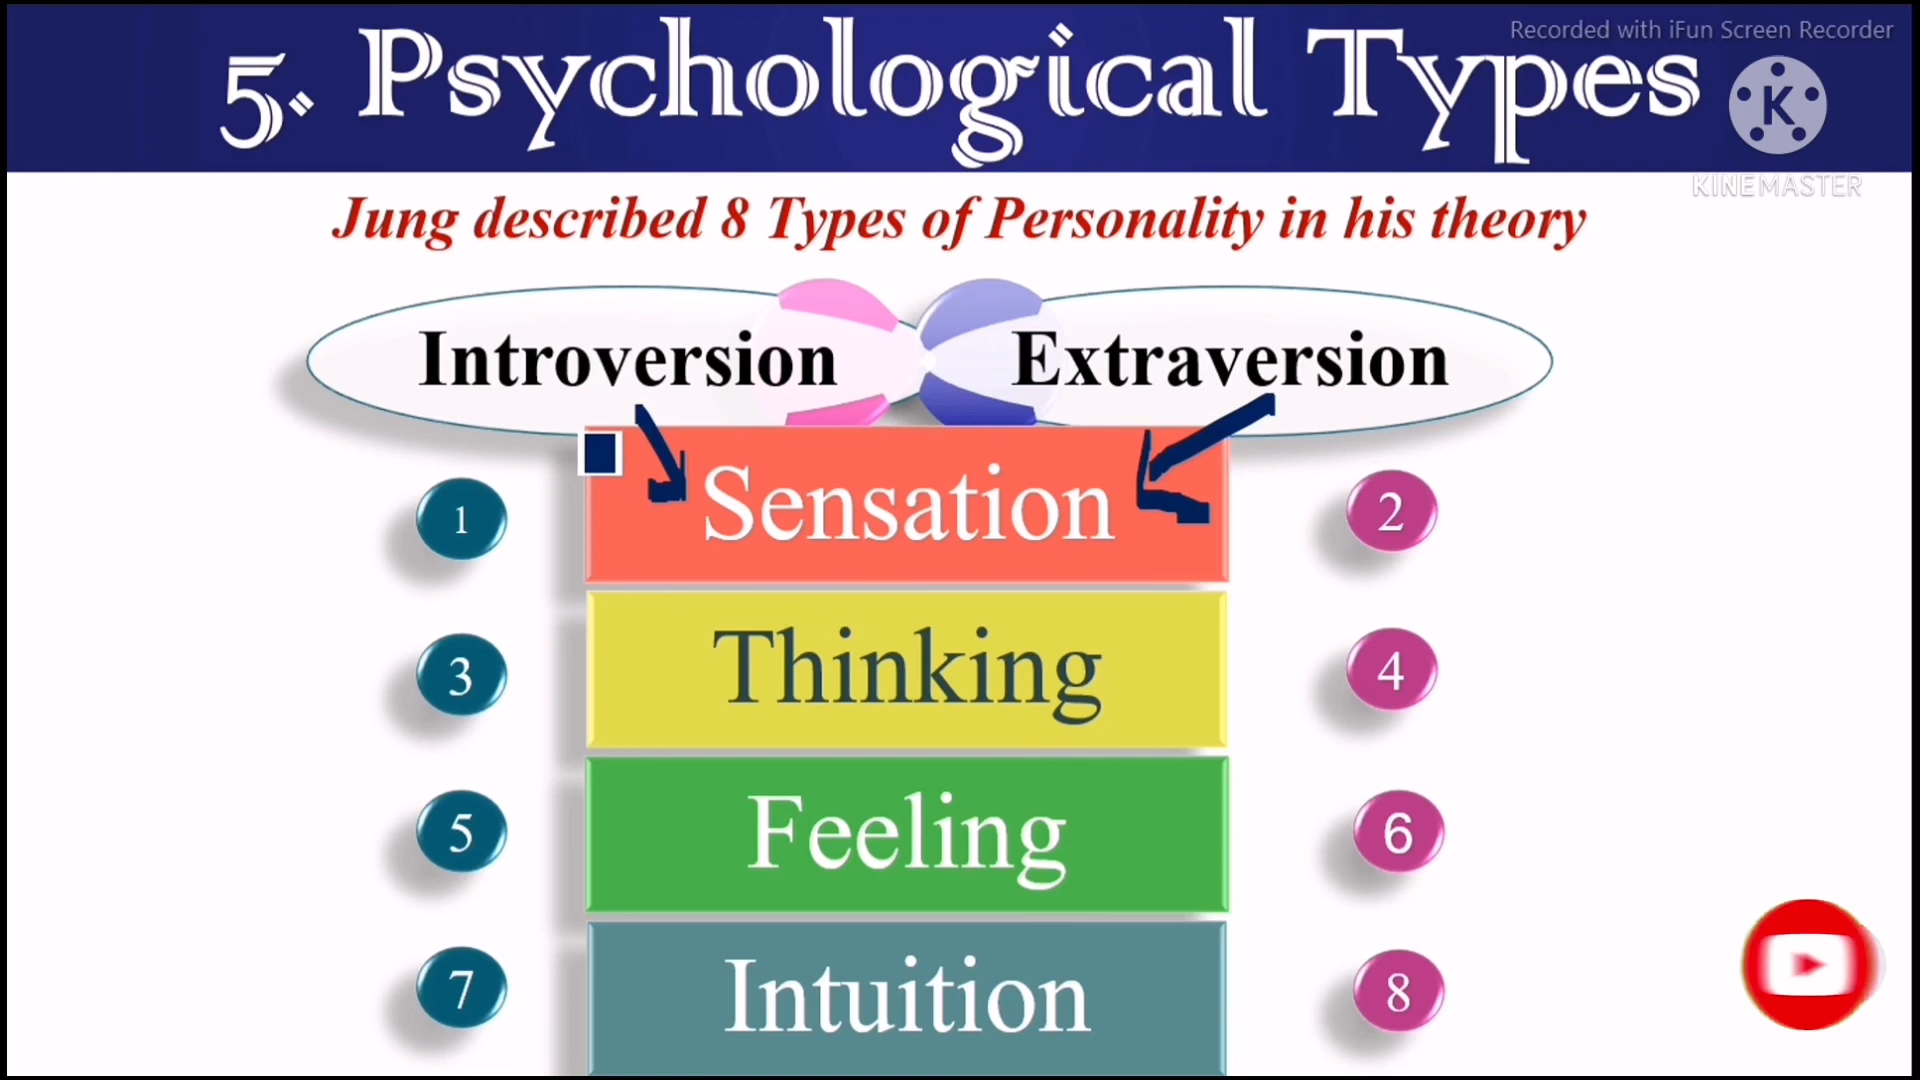 Recorded with iFun Screen Recorder
5. Psychological Types
K
KINEMASTER
Jung described 8 Types of Personality in his theory
Introversion Extraversion
1 Sensation 2
3 Thinking 4
5 Feeling 6
7 Intuition 8